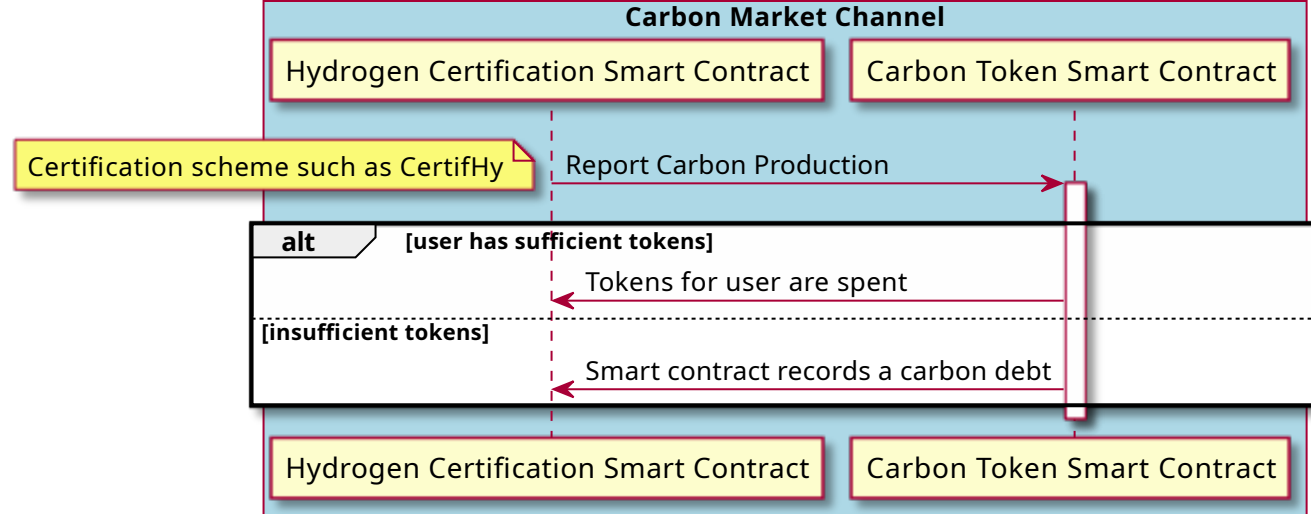 Carbon Market Channel
Hydrogen Certification Smart Contract
Carbon Token Smart Contract
Certification scheme such as CertifHy
Report Carbon Production
alt
[user has sufficient tokens]
Tokens for user are spent
[insufficient tokens]
Smart contract records a carbon debt
Hydrogen Certification Smart Contract
Carbon Token Smart Contract